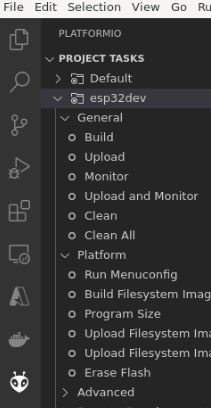 File Edit Selection View Go Ru
PLATFORMIO
PROJECT TASKS
Default
esp32dev
General
Build
Upload
Monitor
Upload and Monitor
Clean
Clean All
Platform
Run Menuconfig
Build Filesystem Imag
Program Size
Upload Filesystem Ima
Upload Filesystem Ima
Erase Flash
Advanced